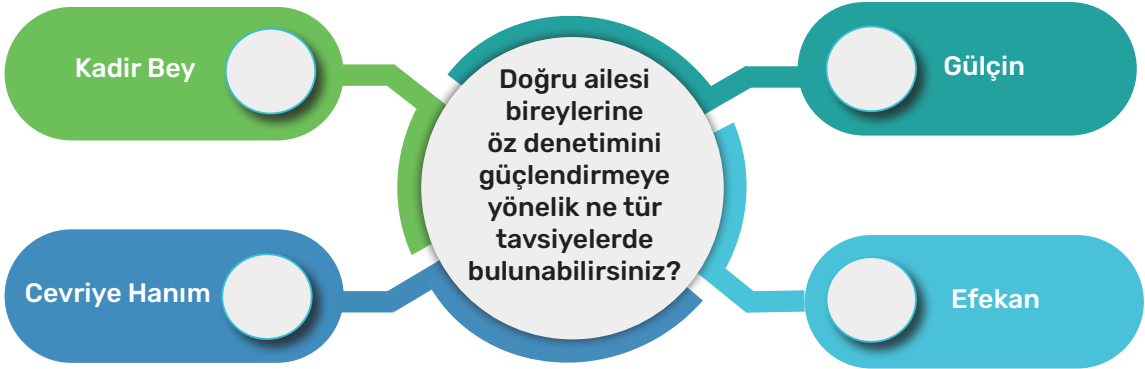 Kadir Bey
Gülçin
Doğru ailesi
bireylerine
öz denetimini
güçlendirmeye
yönelik ne tür
tavsiyelerde
bulunabilirsiniz?
Cevriye Hanım
Efekan